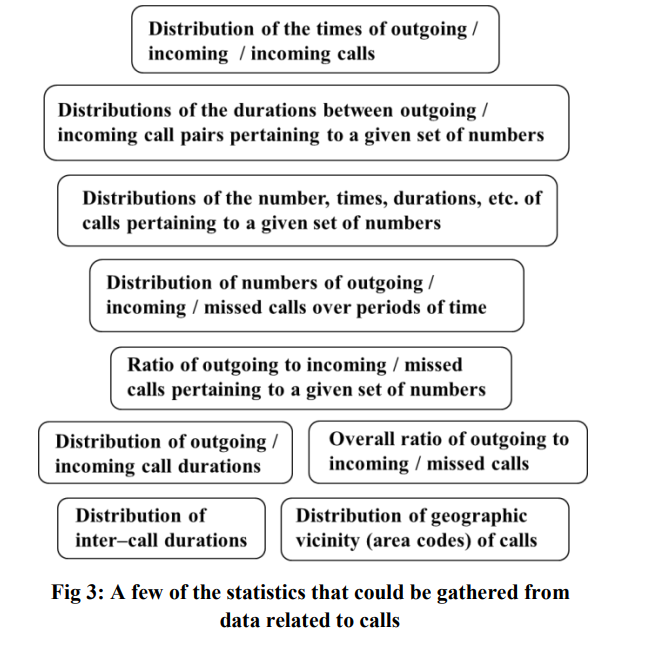 Distribution of the times of outgoing /
incoming / incoming calls
Distributions of the durations between outgoing /
incoming call pairs pertaining to a given set of numbers
Distributions of the number, times, durations, etc. of
calls pertaining to a given set of numbers
Distribution of numbers of outgoing /
incoming / missed calls over periods of time
Ratio of outgoing to incoming / missed
calls pertaining to a given set of numbers
Distribution of outgoing /
incoming call durations
Overall ratio of outgoing to
incoming / missed calls
Distribution of
inter–call durations
Distribution of geographic
vicinity (area codes) of calls
Fig 3: A few of the statistics that could be gathered from
data related to calls